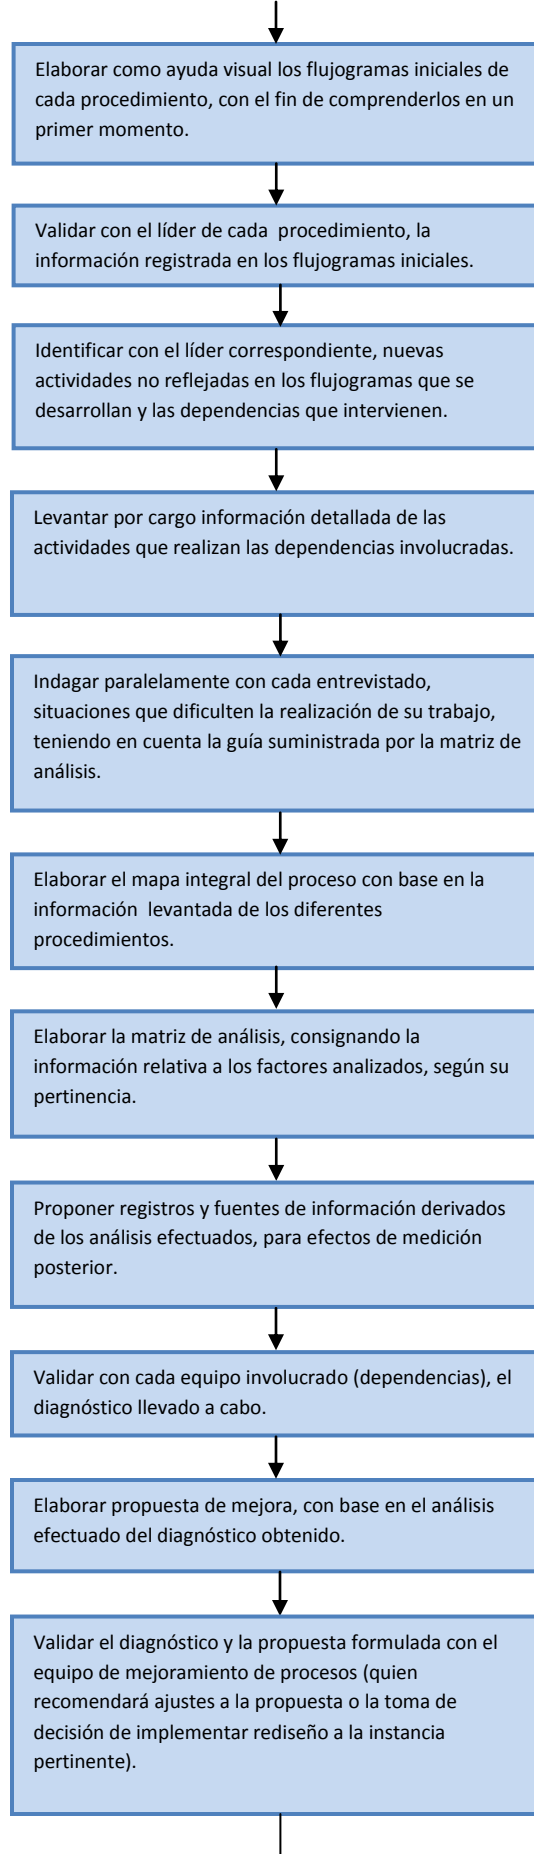 Elaborar como ayuda visual los flujogramas iniciales de
cada procedimiento, con el fin de comprenderlos en un
primer momento.
Validar con el líder de cada  procedimiento, la
información registrada en los flujogramas iniciales.
Identificar con el líder correspondiente, nuevas
actividades no reflejadas en los flujogramas que se
desarrollan y las dependencias que intervienen.
Levantar por cargo información detallada de las
actividades que realizan las dependencias involucradas.
Indagar paralelamente con cada entrevistado,
situaciones que dificulten la realización de su trabajo,
teniendo en cuenta la guía suministrada por la matriz de
análisis.
Elaborar el mapa integral del proceso con base en la
información  levantada de los diferentes
procedimientos.
Elaborar la matriz de análisis, consignando la
información relativa a los factores analizados, según su
pertinencia.
Proponer registros y fuentes de información derivados
de los análisis efectuados, para efectos de medición
posterior.
Validar con cada equipo involucrado (dependencias), el
diagnóstico llevado a cabo.
Elaborar propuesta de mejora, con base en el análisis
efectuado del diagnóstico obtenido.
Validar el diagnóstico y la propuesta formulada con el
equipo de mejoramiento de procesos (quien
recomendará ajustes a la propuesta o la toma de
decisión de implementar rediseño a la instancia
pertinente).